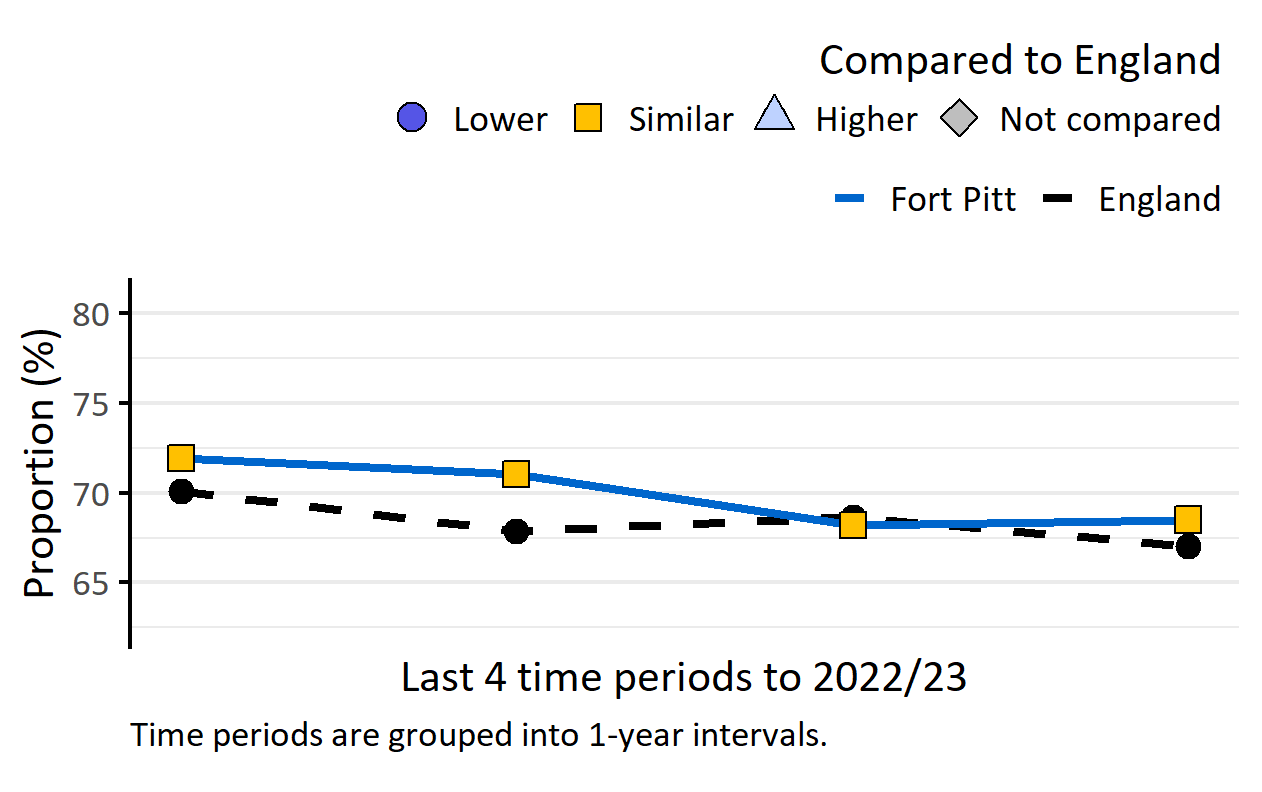 Compared to England
Lower Similar Higher Not compared
Fort Pitt England
80
75
70
65
Proportion (%)
Last 4 time periods to 2022/23
Time periods are grouped into 1-year intervals.